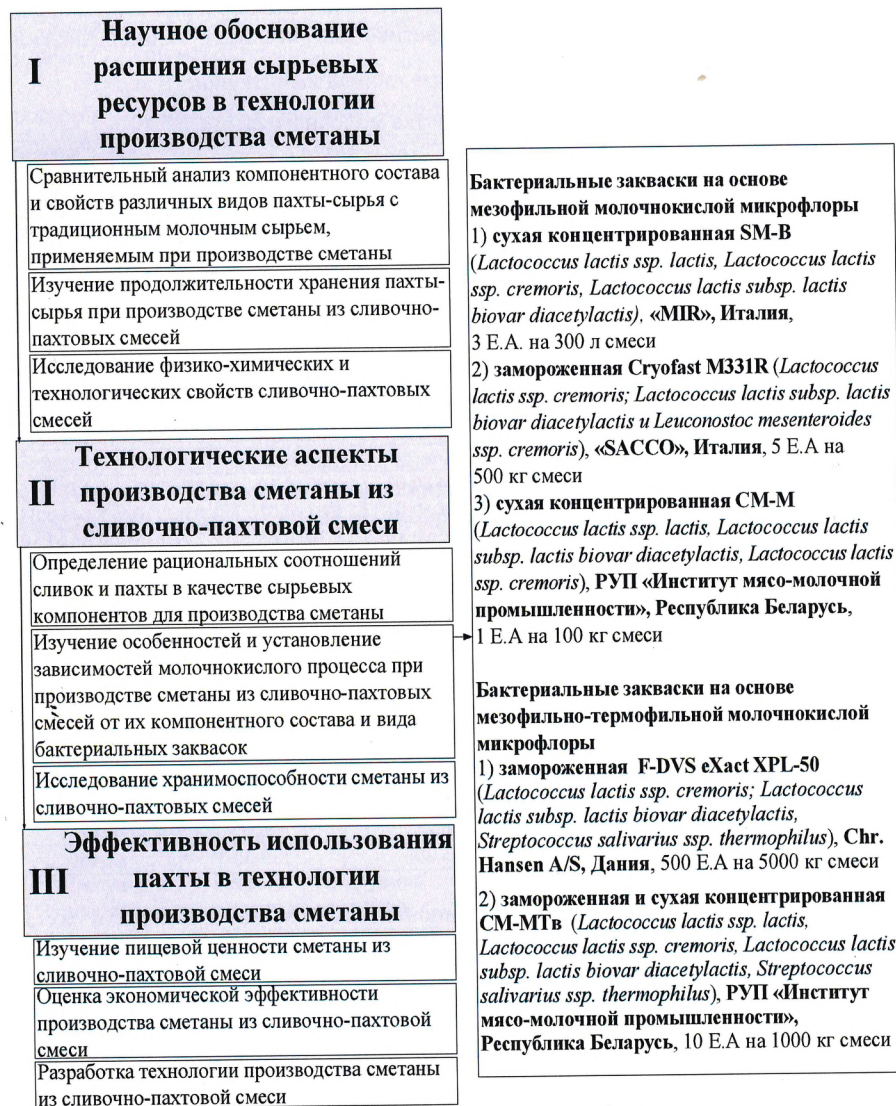 I
Научное обоснование
расширения сырьевых
ресурсов в технологии
производства сметаны
Сравнительный анализ компонентного состава
и свойств различных видов пахты-сырья с
традиционным молочным сырьем,
применяемым при производстве сметаны
Изучение продолжительности хранения пахты-
сырья при производстве сметаны из сливочно-
пахтовых смесей
Исследование физико-химических и
технологических свойств сливочно-пахтовых
смесей
II
Технологические аспекты
производства сметаны из
сливочно-пахтовой смеси
Определение рациональных соотношений
сливок и пахты в качестве сырьевых
компонентов для производства сметаны
Изучение особенностей и установление
зависимостей молочнокислого процесса при
производстве сметаны из сливочно-пахтовых
смесей от их компонентного состава и вида
бактериальных заквасок
Исследование хранимоспособности сметаны из
сливочно-пахтовых смесей
III
Эффективность использования
пахты в технологии
производства сметаны
Изучение пищевой ценности сметаны из
сливочно-пахтовой смеси
Оценка экономической эффективности
производства сметаны из сливочно-пахтовой
смеси
Разработка технологии производства сметаны
из сливочно-пахтовой смеси
Бактериальные закваски на основе
мезофильной молочнокислой микрофлоры
1) сухая концентрированная SM-B
(Lactococcus lactis ssp. lactis, Lactococcus lactis
ssp. cremoris, Lactococcus lactis subsp. lactis
biovar diacetylactis), «MIR», Италия,
3 Е.А. на 300 л смеси
2) замороженная Cryofast M331R (Lactococcus
lactis ssp. cremoris; Lactococcus lactis subsp. lactis
biovar diacetylactis и Leuconostoc mesenteroides
ssp. cremoris), «SACCO», Италия, 5 Е.А на
500 кг смеси
3) сухая концентрированная СМ-М
(Lactococcus lactis ssp. lactis, Lactococcus lactis
subsp. lactis biovar diacetylactis, Lactococcus lactis
ssp. cremoris), РУП «Институт мясо-молочной
промышленности», Республика Беларусь,
1 Е.А на 100 кг смеси
Бактериальные закваски на основе
мезофильно-термофильной молочнокислой
микрофлоры
1) замороженная F-DVS eXact XPL-50
(Lactococcus lactis ssp. cremoris; Lactococcus
lactis subsp. lactis biovar diacetylactis,
Streptococcus salivarius ssp. thermophilus), Chr.
Hansen A/S, Дания, 500 Е.А на 5000 кг смеси
2) замороженная и сухая концентрированная
СМ-МТв (Lactococcus lactis ssp. lactis,
Lactococcus lactis ssp. cremoris, Lactococcus lactis
subsp. lactis biovar diacetylactis, Streptococcus
salivarius ssp. thermophilus), РУП «Институт
мясо-молочной промышленности»,
Республика Беларусь, 10 Е.А на 1000 кг смеси